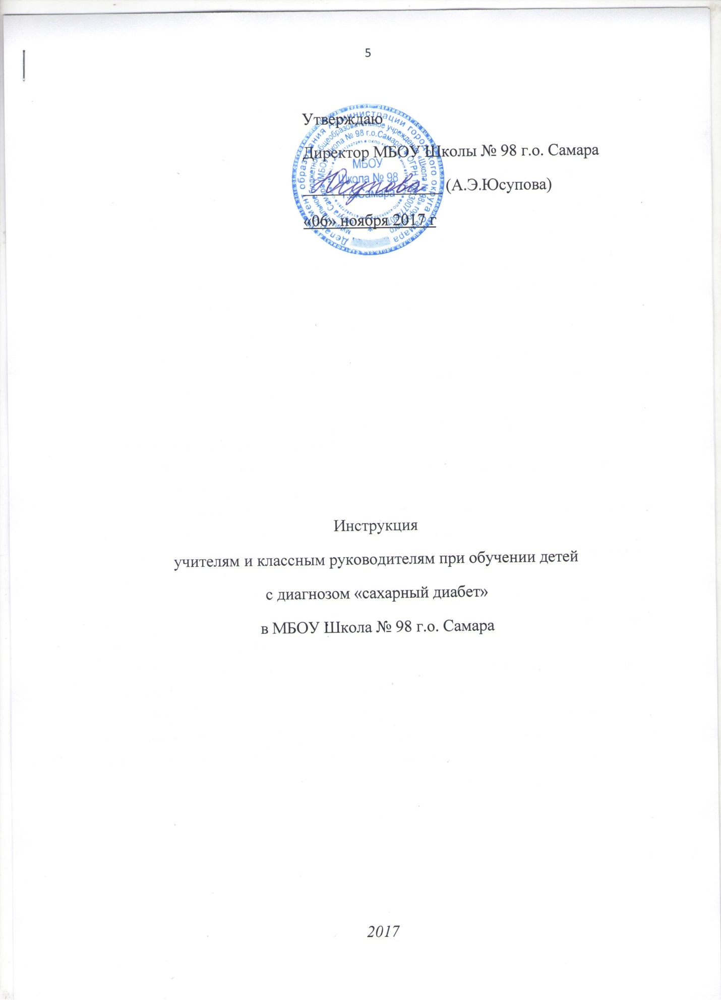 5
Утверждаю
Директор МБОУ Школы № 98 г.о. Самара
Юсупова (А.Э.Юсупова)
«06» ноября 2017 г
МБОУ
Школа № 98
г.о.Самара
Инструкция
учителям и классным руководителям при обучении детей
с диагнозом «сахарный диабет»
в МБОУ Школа № 98 г.о. Самара
2017